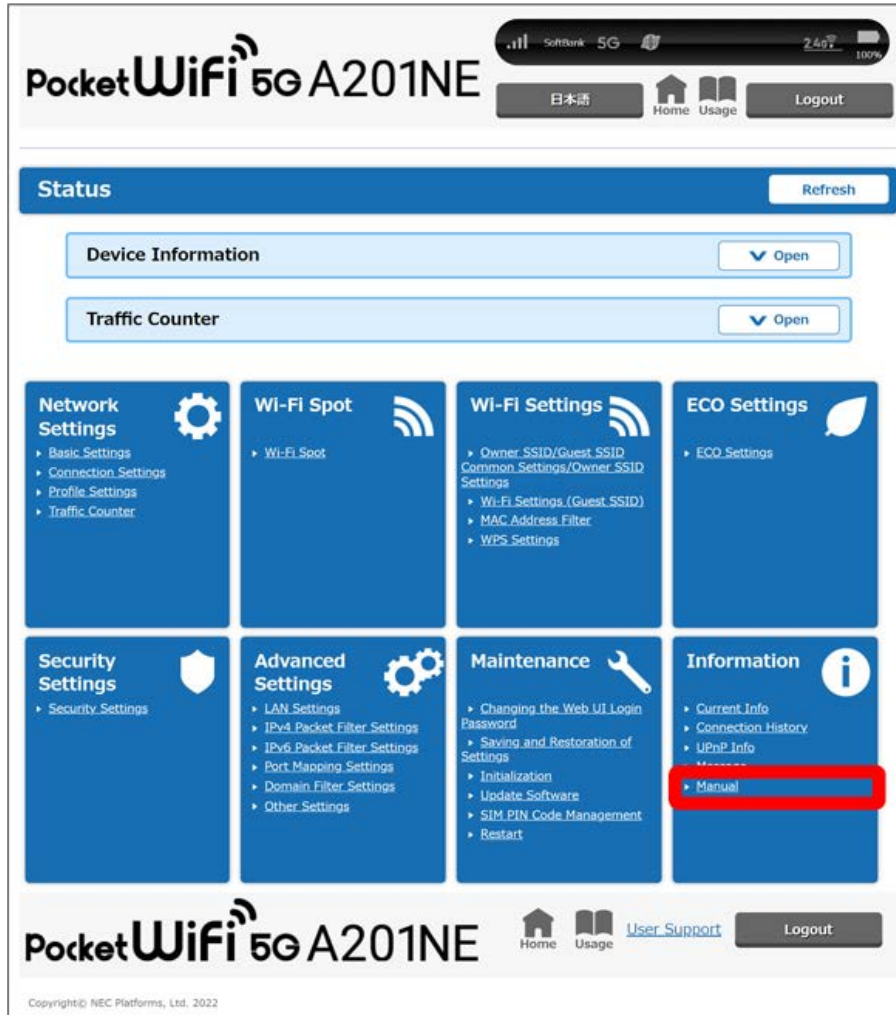 Pocket WiFi 5G A201NE
SoftBank 5G 2.4G 100%
日本語 Home Usage Logout
Status Refresh
Device Information Open
Traffic Counter Open
Network
Settings
Basic Settings
Connection Settings
Profile Settings
Traffic Counter
Wi-Fi Spot
Wi-Fi Spot
Wi-Fi Settings
Owner SSID/Guest SSID
Common Settings/Owner SSID
Settings
Wi-Fi Settings (Guest SSID)
MAC Address Filter
WPS Settings
ECO Settings
ECO Settings
Security
Settings
Security Settings
Advanced
Settings
LAN Settings
IPv4 Packet Filter Settings
IPv6 Packet Filter Settings
Port Mapping Settings
Domain Filter Settings
Other Settings
Maintenance
Changing the Web UI Login
Password
Saving and Restoration of
Settings
Initialization
Update Software
SIM PIN Code Management
Restart
Information
Current Info
Connection History
UPnP Info
Manual
Pocket WiFi 5G A201NE
Home Usage User Support Logout
Copyright© NEC Platforms, Ltd. 2022